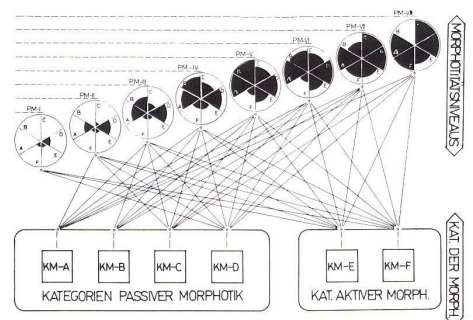 PM-VIII
PM-VII
PM-VI
PM-V
PM-IV
PM-III
PM-II
PM-I
MORPHOTITÄTSNIVEAUS
A
B
C
D
E
F
KM-A
KM-B
KM-C
KM-D
KM-E
KM-F
KATEGORIEN PASSIVER MORPHOTIK
KAT. AKTIVER MORPH.
KAT. DER MORPH.